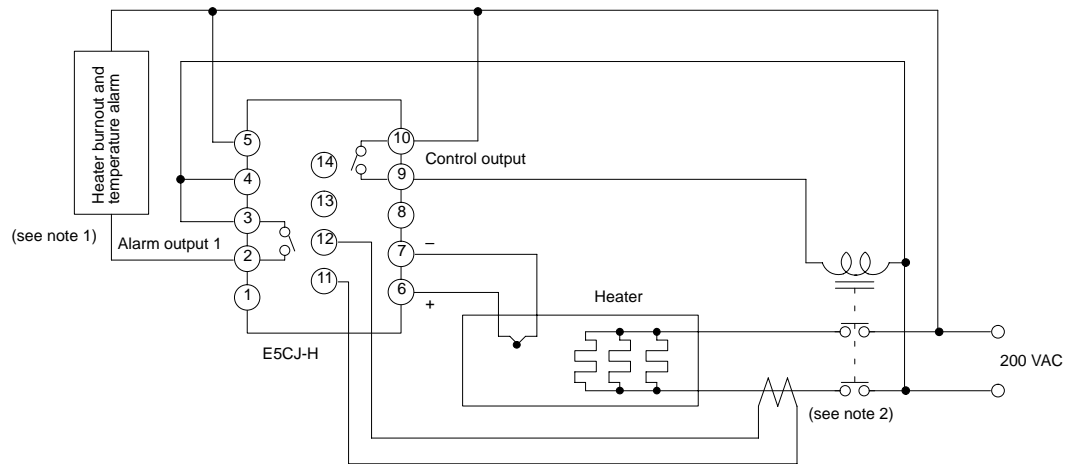 Heater burnout and
temperature alarm
(see note 1)
Alarm output 1
5
4
3
2
1
14
13
12
11
10
9
8
7
6
Control output
–
+
E5CJ-H
Heater
200 VAC
(see note 2)